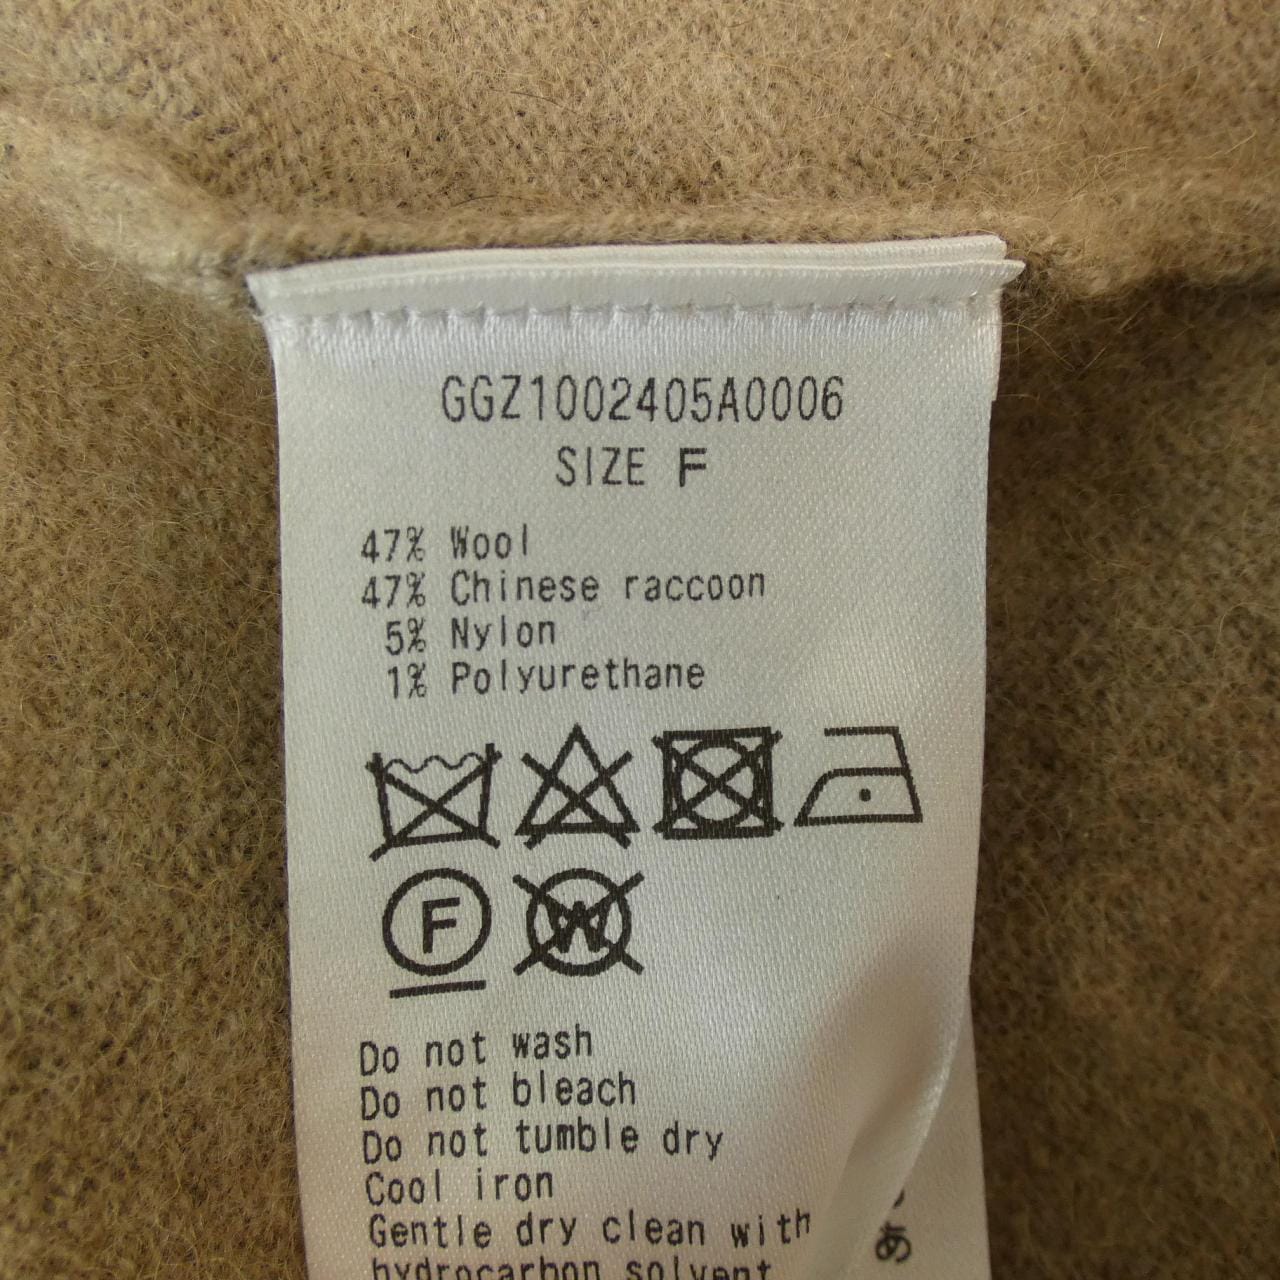 GGZ1002405A0006
SIZE F
47% Wool
47% Chinese raccoon
5% Nylon
1% Polyurethane
F
W
Do not wash
Do not bleach
Do not tumble dry
Cool iron
Gentle dry clean with
hydrocarbon solvent